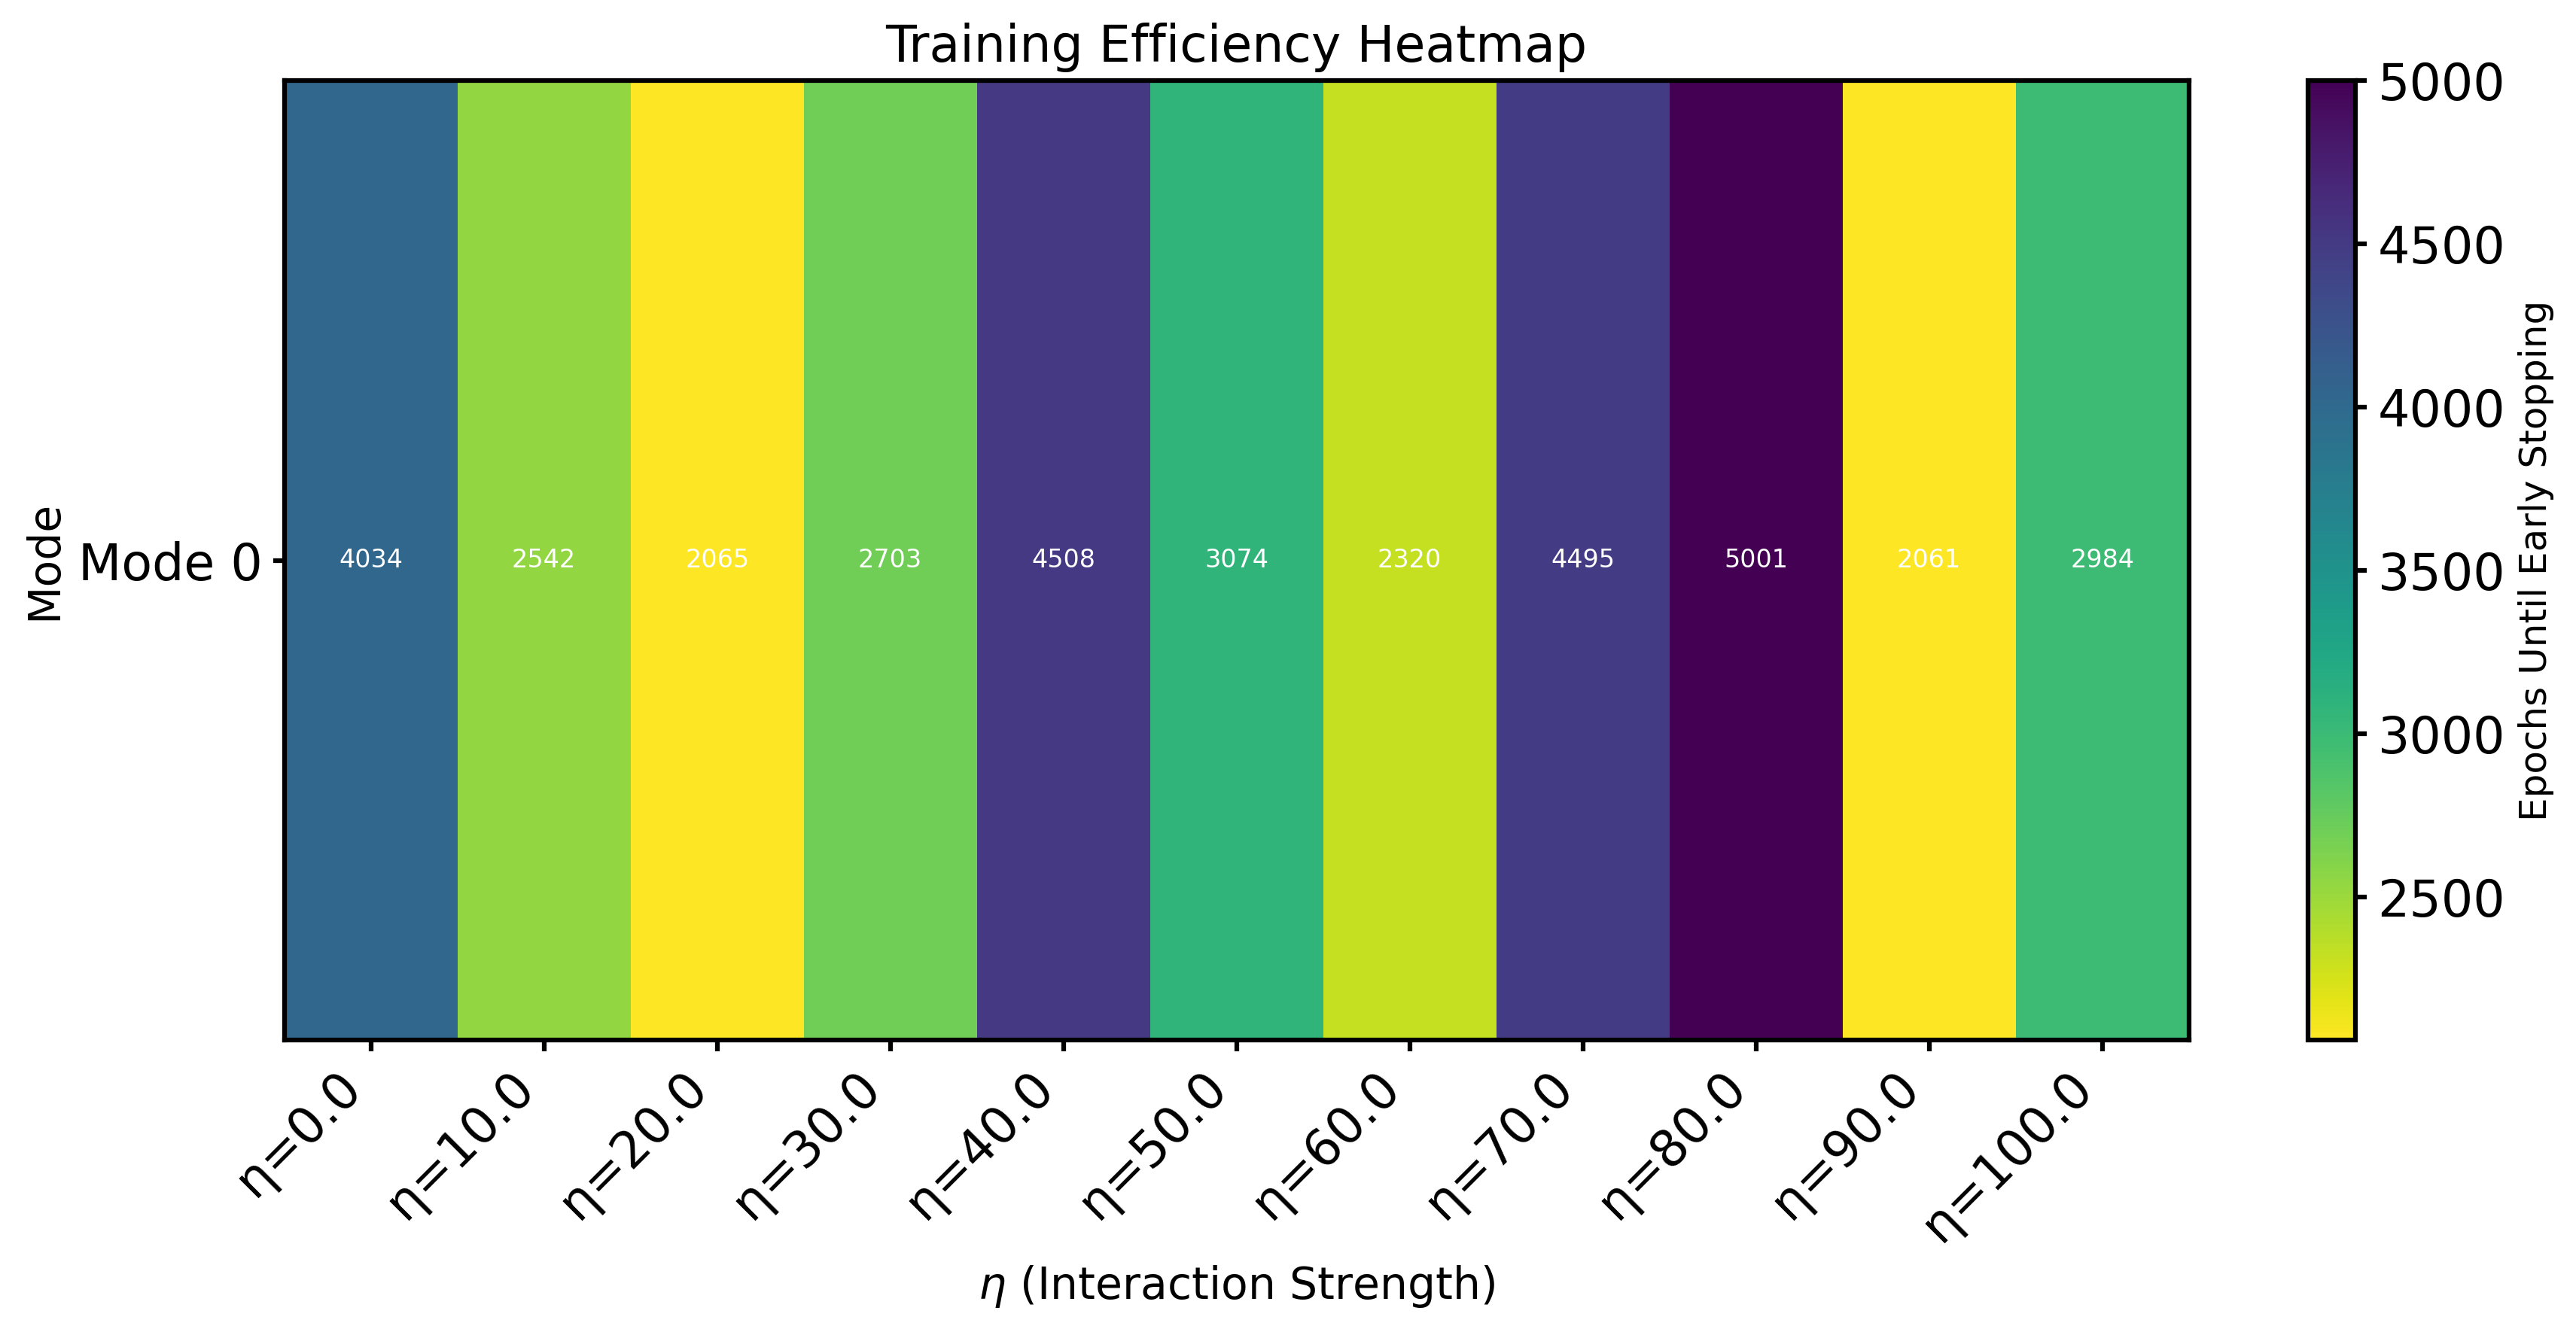 Training Efficiency Heatmap
Mode
Mode 0
4034 2542 2065 2703 4508 3074 2320 4495 5001 2061 2984
η=0.0 η=10.0 η=20.0 η=30.0 η=40.0 η=50.0 η=60.0 η=70.0 η=80.0 η=90.0 η=100.0
η (Interaction Strength)
5000
4500
4000
3500
3000
2500
Epochs Until Early Stopping